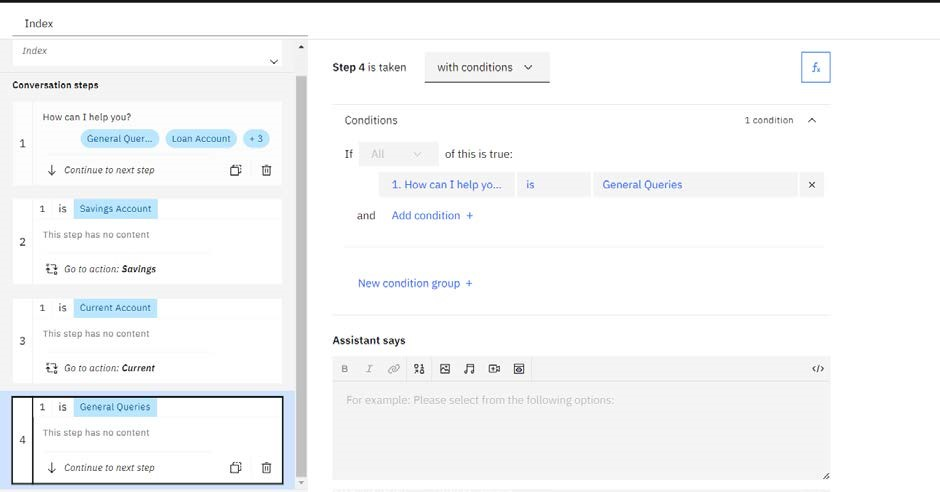 Index
Index
Conversation steps
1
How can I help you?
General Quer...
Loan Account
+ 3
Continue to next step
2
1 is Savings Account
This step has no content
Go to action: Savings
3
1 is Current Account
This step has no content
Go to action: Current
4
1 is General Queries
This step has no content
Continue to next step
Step 4 is taken with conditions
fx
Conditions 1 condition
If All of this is true:
1. How can I help yo... is General Queries ×
and Add condition +
New condition group +
Assistant says
B I </>
For example: Please select from the following options: